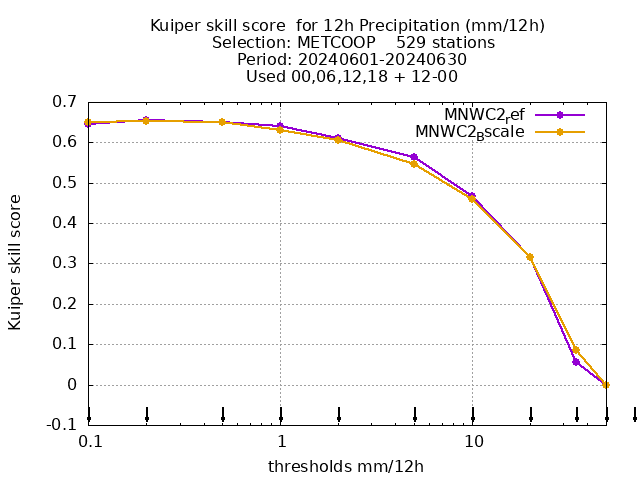 Kuiper skill score  for 12h Precipitation (mm/12h)
Selection: METCOOP    529 stations
Period: 20240601-20240630
Used 00,06,12,18 + 12-00
MNWC2ref
MNWC2Bscale
0.7
0.6
0.5
0.4
0.3
0.2
0.1
0
-0.1
Kuiper skill score
0.1 1 10
thresholds mm/12h